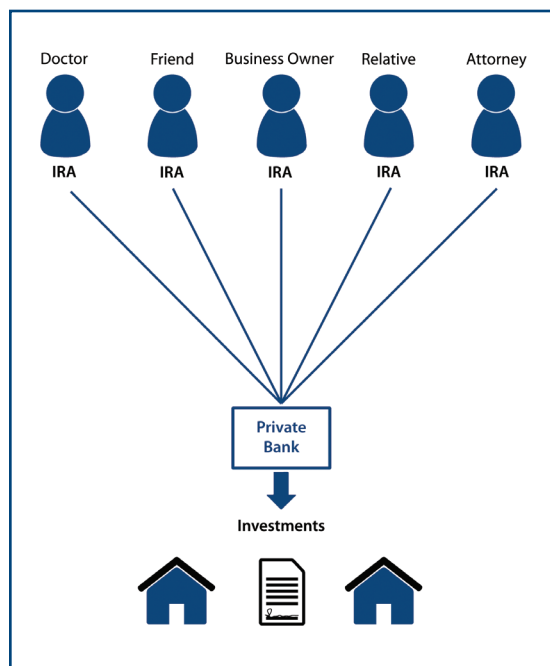 Doctor Friend Business Owner Relative Attorney
IRA IRA IRA IRA IRA
Private
Bank
Investments